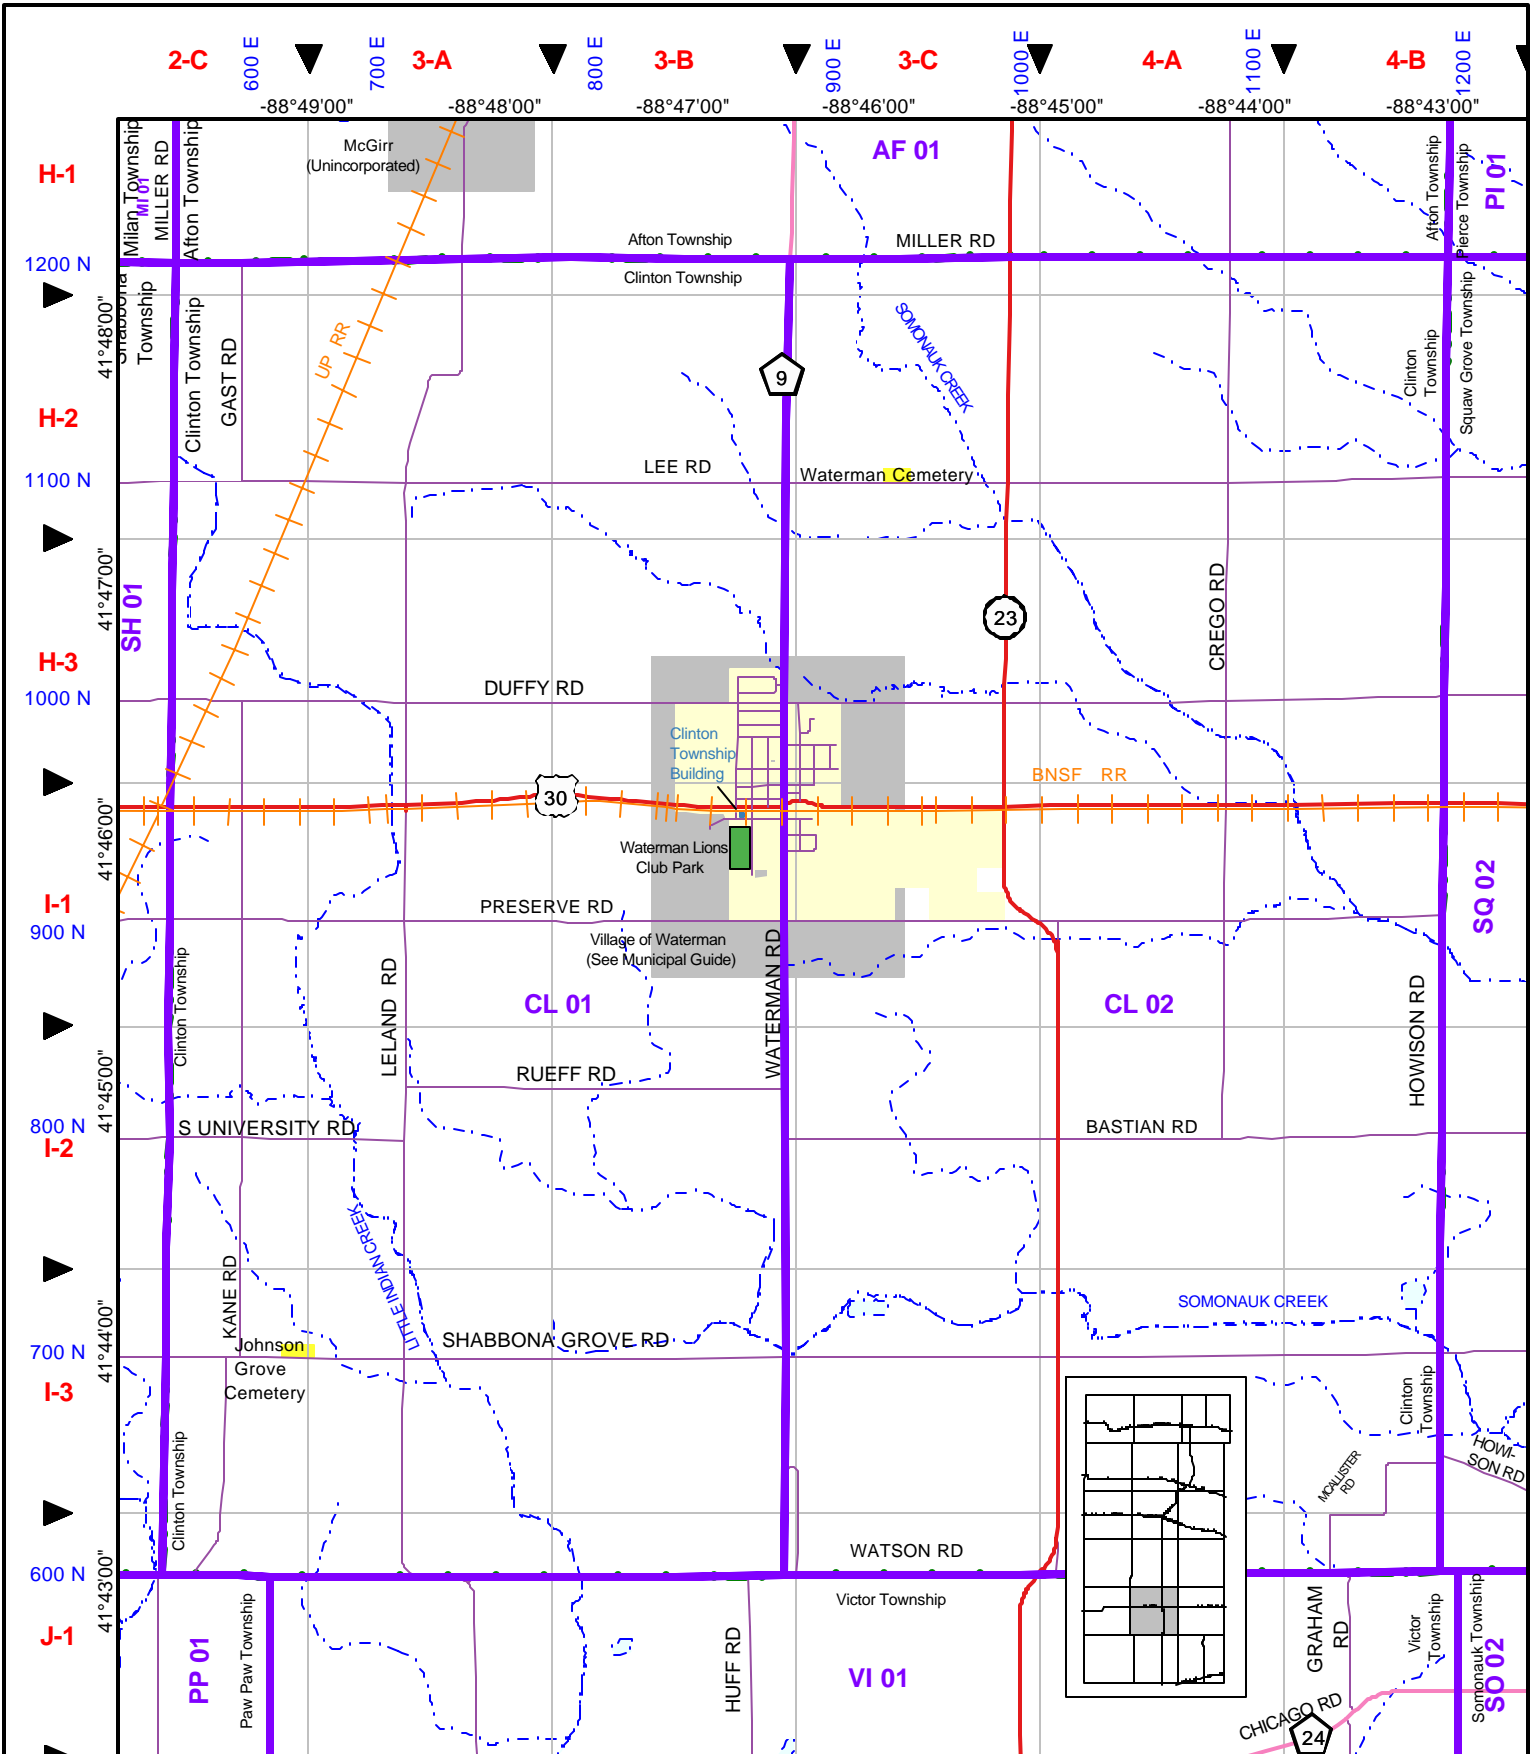 2-C
600 E
700 E
3-A
800 E
3-B
900 E
3-C
1000 E
4-A
1100 E
4-B
1200 E
-88°49'00"
-88°48'00"
-88°47'00"
-88°46'00"
-88°45'00"
-88°44'00"
-88°43'00"
H-1
Milan Township
MI 01
MILLER RD
Afton Township
McGirr
(Unincorporated)
AF 01
Afton Township
Pierce Township
PI 01
Afton Township
MILLER RD
1200 N
Clinton Township
Shabbona
Township
Clinton Township
GAST RD
UP RR
41°48'00"
9
SOMONAUK CREEK
Clinton
Township
Squaw Grove Township
H-2
LEE RD
Waterman Cemetery
1100 N
41°47'00"
SH 01
23
CREGO RD
H-3
DUFFY RD
1000 N
Clinton
Township
Building
BNSF RR
30
41°46'00"
Waterman Lions
Club Park
I-1
PRESERVE RD
900 N
SQ 02
Village of Waterman
(See Municipal Guide)
Clinton Township
LELAND RD
CL 01
WATERMAN RD
CL 02
HOWISON RD
41°45'00"
RUEFF RD
800 N
S UNIVERSITY RD
BASTIAN RD
I-2
KANE RD
LITTLE INDIAN CREEK
SOMONAUK CREEK
41°44'00"
SHABBONA GROVE RD
700 N
Johnson
Grove
Cemetery
I-3
Clinton
Township
HOWI-
SON RD
MCALLISTER
RD
Clinton Township
WATSON RD
600 N
41°43'00"
Victor Township
J-1
PP 01
Paw Paw Township
HUFF RD
VI 01
GRAHAM
RD
Victor
Township
Somonauk Township
SO 02
CHICAGO RD
24